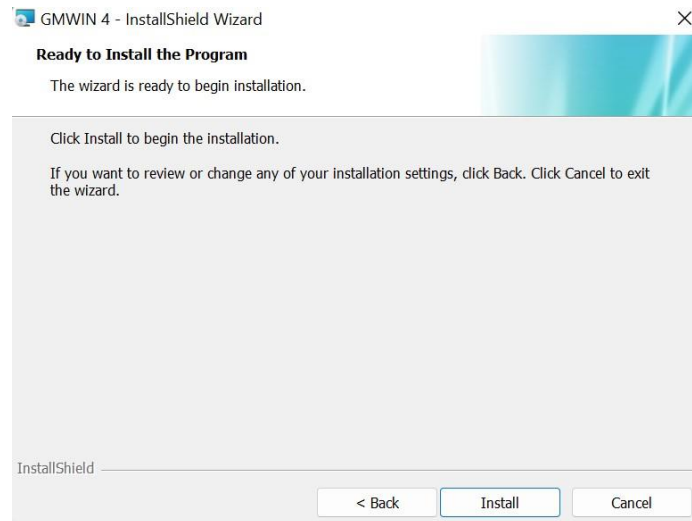 GMWIN 4 - InstallShield Wizard
Ready to Install the Program
The wizard is ready to begin installation.
Click Install to begin the installation.
If you want to review or change any of your installation settings, click Back. Click Cancel to exit
the wizard.
InstallShield
< Back Install Cancel